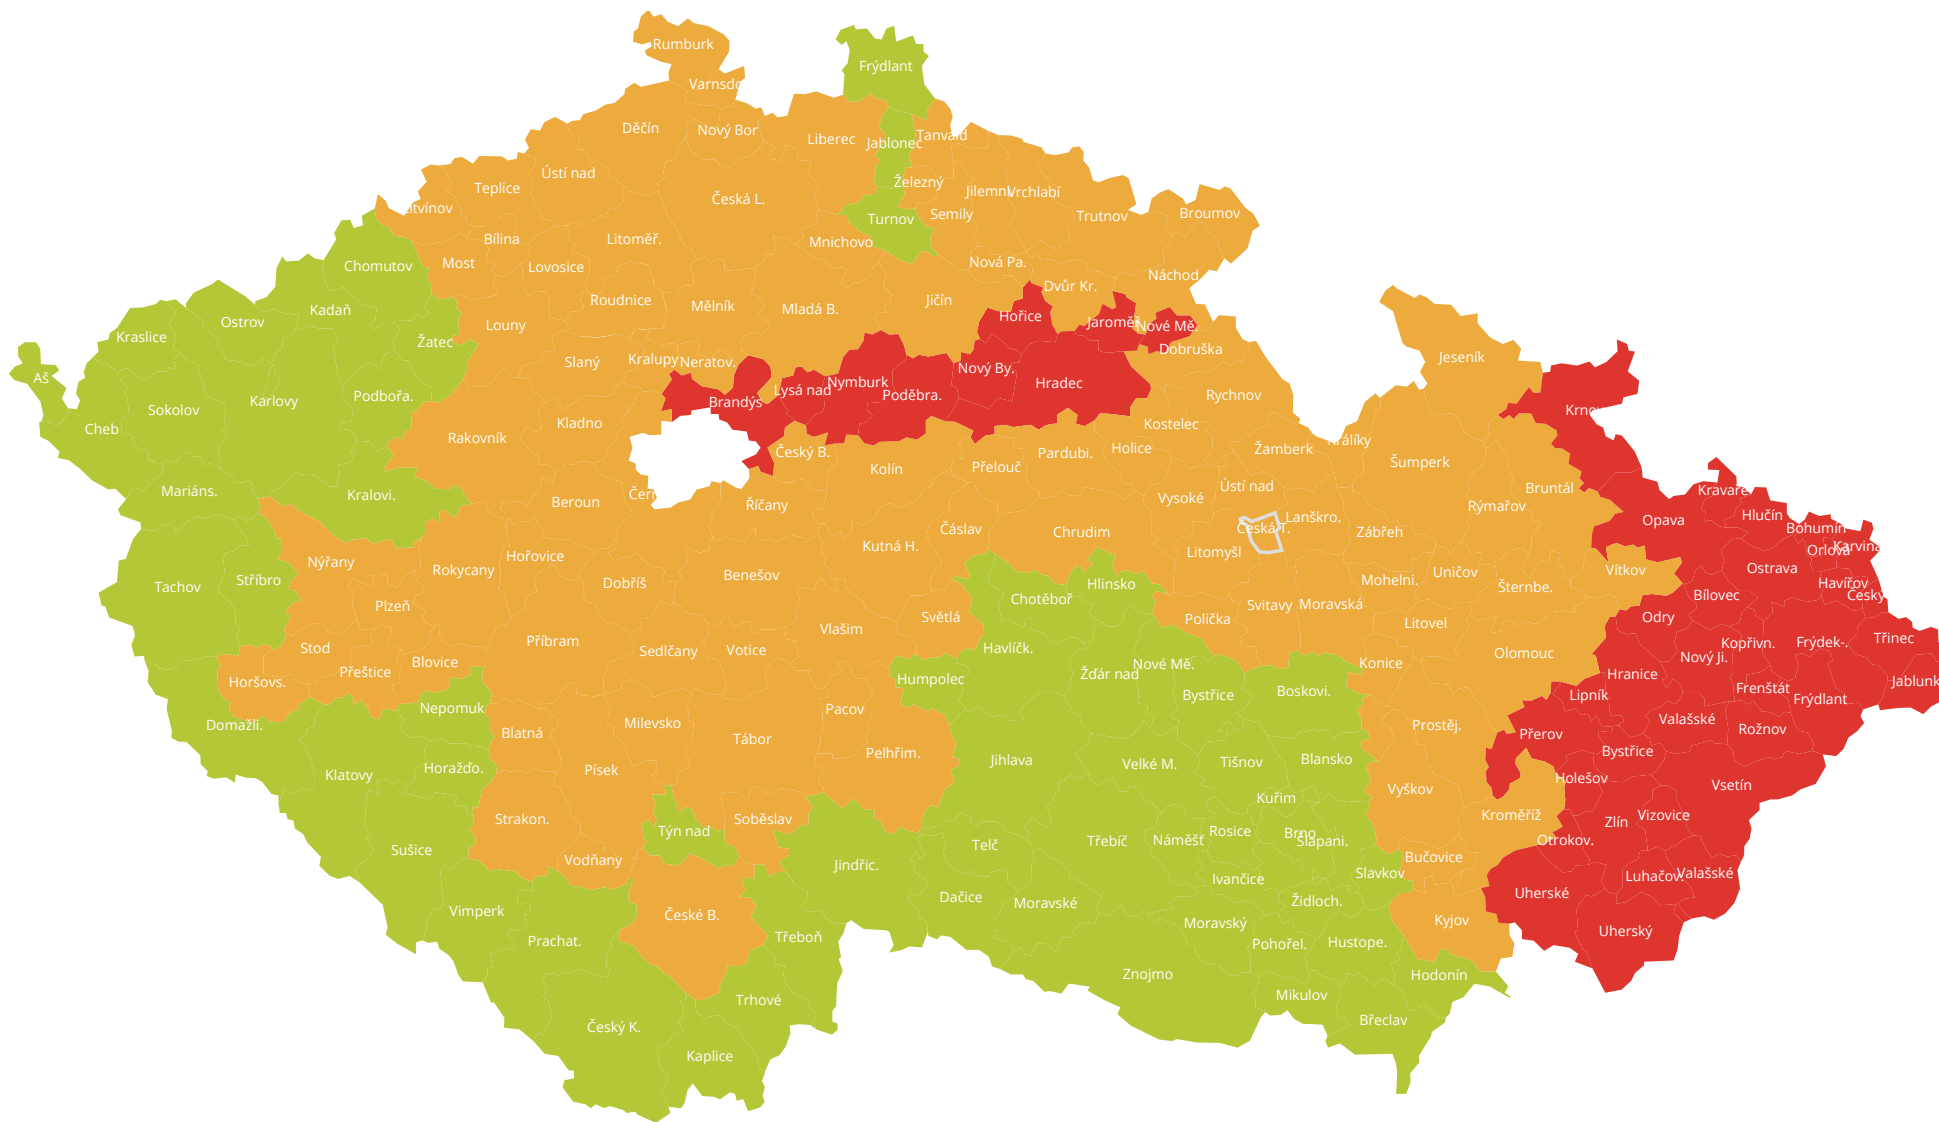 Rumburk
Frýdlant
Varnsdo
Děčín
Nový Bor
Liberec
Jablonec
Tanvald
Ústí nad
Teplice
Železný
Jilemni
Vrchlabí
Česká L.
Litvínov
Semily
Turnov
Trutnov
Broumov
Bílina
Litoměř.
Mnichovo
Most
Lovosice
Chomutov
Nová Pa.
Náchod
Dvůr Kr.
Roudnice
Mělník
Mladá B.
Jičín
Kadaň
Ostrov
Louny
Hořice
Jaroměř
Nové Mě.
Kraslice
Žatec
Dobruška
Slaný
Kralupy
Neratov.
Jeseník
Aš
Nový By.
Hradec
Nymburk
Lysá nad
Poděbra.
Rychnov
Podbořa.
Karlovy
Brandýs
Sokolov
Krnov
Kladno
Kostelec
Cheb
Rakovník
Králíky
Holice
Žamberk
Český B.
Pardubi.
Kolín
Přelouč
Šumperk
Mariáns.
Kralovi.
Ústí nad
Bruntál
Kravaře
Beroun
Čern
Říčany
Vysoké
Rýmařov
Lanškro.
Hlučín
Opava
Čáslav
Chrudim
Česká T.
Zábřeh
Bohumín
Kutná H.
Litomyšl
Orlová
Karviná
Hořovice
Nýřany
Rokycany
Dobříš
Benešov
Tachov
Stříbro
Hlinsko
Mohelni.
Uničov
Vítkov
Ostrava
Havířov
Šternbe.
Chotěboř
Plzeň
Bílovec
Český
Svitavy
Moravská
Světlá
Polička
Litovel
Odry
Vlašim
Příbram
Stod
Havlíčk.
Třinec
Kopřivn.
Frýdek-.
Sedlčany
Votice
Blovice
Přeštice
Olomouc
Nový Ji.
Konice
Nové Mě.
Žďár nad
Horšovs.
Humpolec
Hranice
Jablunk
Frenštát
Boskovi.
Bystřice
Lipník
Frýdlant
Nepomuk
Pacov
Domažli.
Milevsko
Valašské
Rožnov
Prostěj.
Blatná
Tábor
Přerov
Bystřice
Pelhřim.
Jihlava
Velké M.
Tišnov
Blansko
Horažďo.
Klatovy
Písek
Holešov
Vsetín
Vyškov
Kuřim
Strakon.
Soběslav
Kroměříž
Vizovice
Zlín
Týn nad
Rosice
Brno
Šlapani.
Třebíč
Náměšť
Otrokov.
Telč
Sušice
Bučovice
Vodňany
Jindřic.
Slavkov
Luhačov.
Valašské
Ivančice
Uherské
Dačice
Moravské
Židloch.
Vimperk
České B.
Moravský
Kyjov
Uherský
Třeboň
Prachat.
Pohořel.
Hustope.
Znojmo
Hodonín
Mikulov
Trhové
Břeclav
Český K.
Kaplice